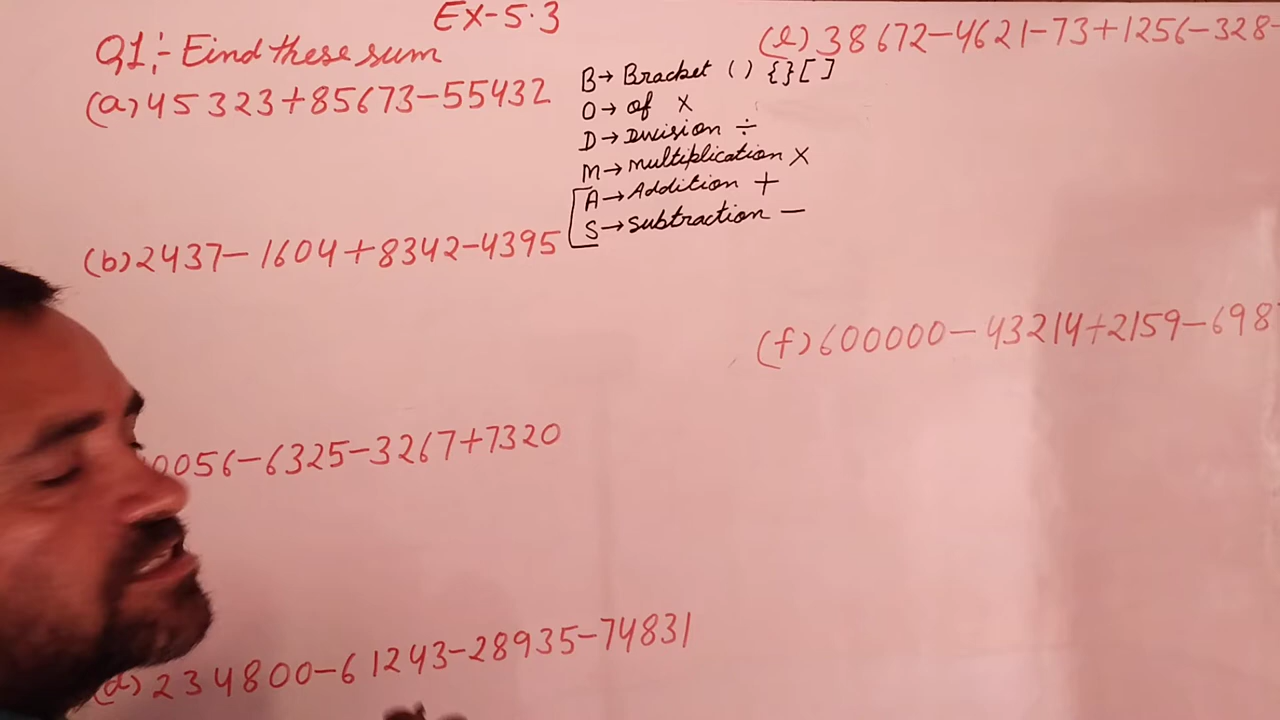 Ex-5.3
Q1:- Find these sum
(a) 45323+85673-55432
B→ Bracket () {} [ ]
O→ of ×
D→ Division ÷
M→ multiplication ×
A→ Addition +
S→ Subtraction -
(b) 2437-1604+8342-4395
0056-6325-3267+7320
(d) 234800-61243-28935-74831
(e) 38672-4621-73+1256-328-
(f) 600000-43214+2159-698